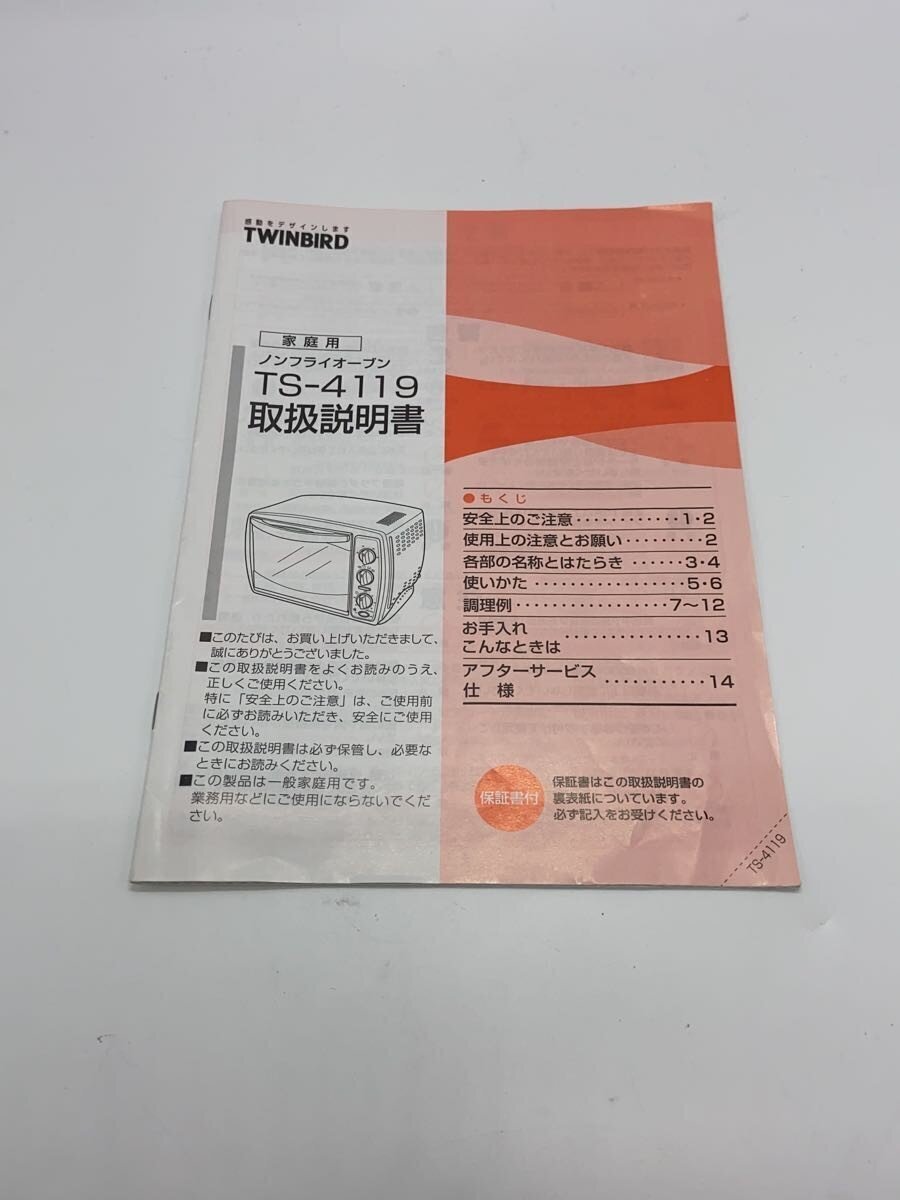 感動をデザインします
TWINBIRD
家庭用
ノンフライオーブン
TS-4119
取扱説明書
■このたびは、お買い上げいただきまして、
誠にありがとうございました。
■この取扱説明書をよくお読みのうえ、
正しくご使用ください。
特に「安全上のご注意」は、ご使用前
に必ずお読みいただき、安全にご使用
ください。
■この取扱説明書は必ず保管し、必要な
ときにお読みください。
■この製品は一般家庭用です。
業務用などにご使用にならないでくだ
さい。
●もくじ
安全上のご注意············1・2
使用上の注意とお願い·········2
各部の名称とはたらき······3・4
使いかた·················5・6
調理例·················7～12
お手入れ
こんなときは···············13
アフターサービス
仕 様············14
保証書付
保証書はこの取扱説明書の
裏表紙についています。
必ず記入をお受けください。
TS-4119